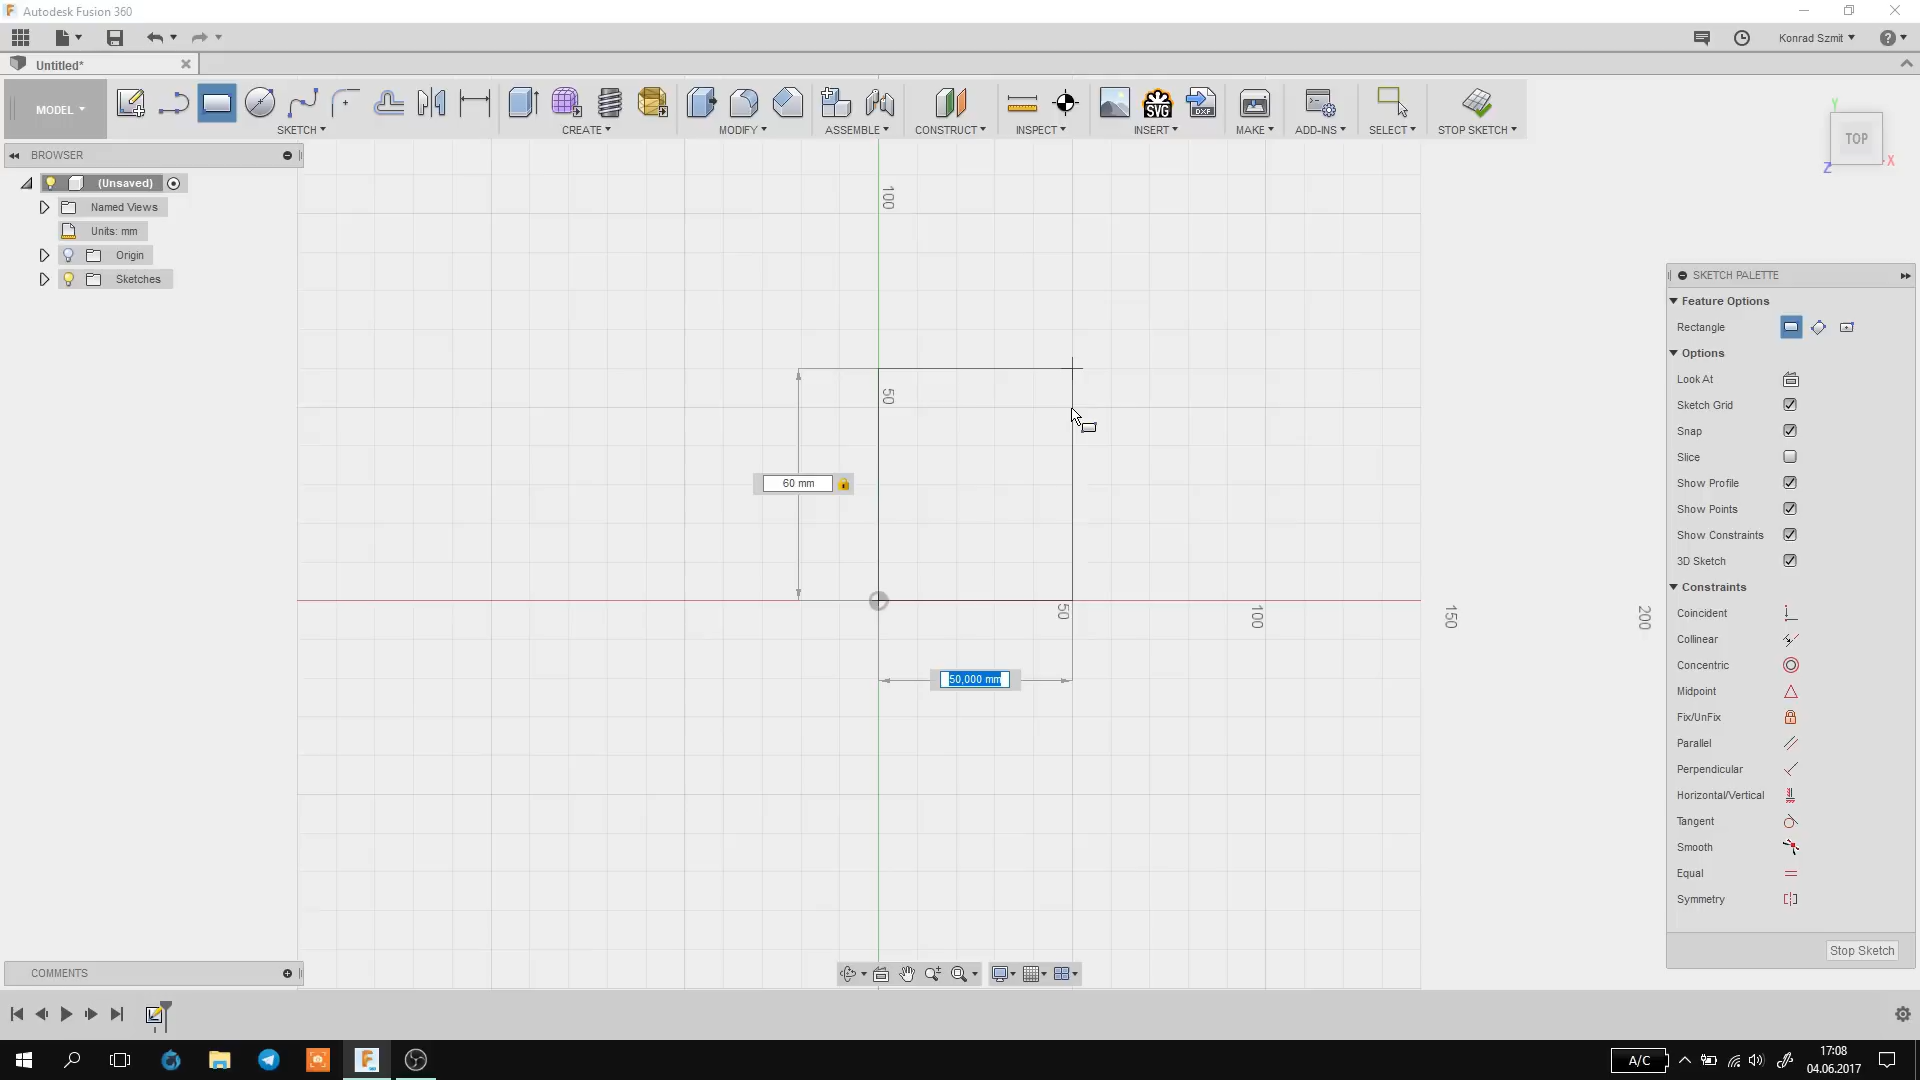 Autodesk Fusion 360
Konrad Szmit
Untitled*
MODEL
SKETCH
CREATE
MODIFY
ASSEMBLE
CONSTRUCT
INSPECT
SVG
DXF
INSERT
MAKE
ADD-INS
SELECT
STOP SKETCH
Y
TOP
X
Z
BROWSER
(Unsaved)
Named Views
Units: mm
Origin
Sketches
100
50
60 mm
50
100
150
200
50,000 mm
SKETCH PALETTE
Feature Options
Rectangle
Options
Look At
Sketch Grid
Snap
Slice
Show Profile
Show Points
Show Constraints
3D Sketch
Constraints
Coincident
Collinear
Concentric
Midpoint
Fix/UnFix
Parallel
Perpendicular
Horizontal/Vertical
Tangent
Smooth
Equal
Symmetry
Stop Sketch
COMMENTS
A/C
17:08
04.06.2017